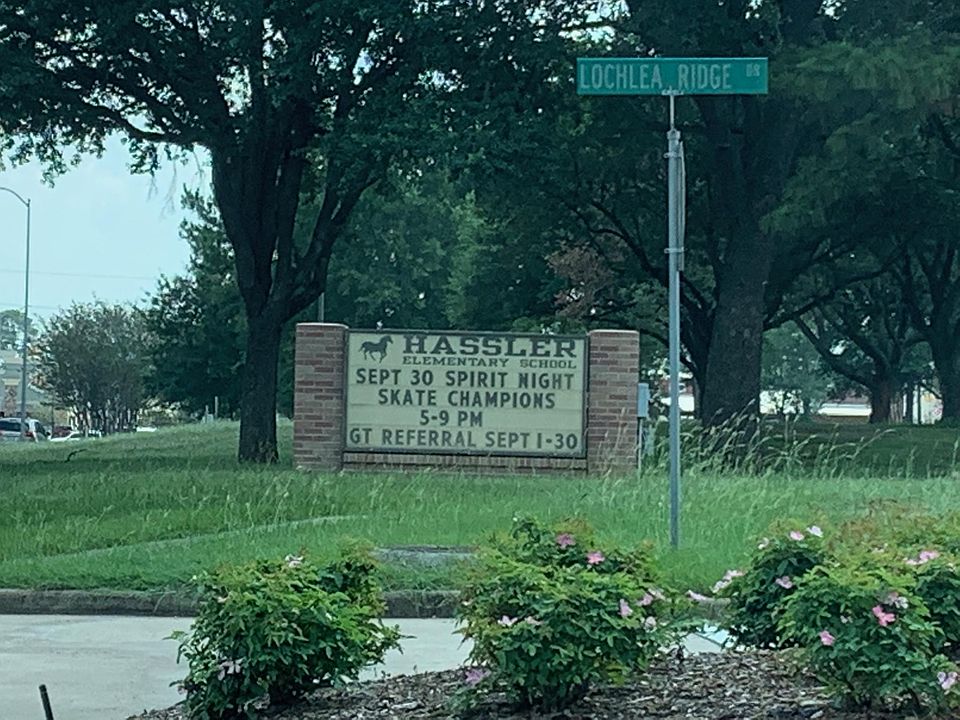 LOCHLEA RIDGE DR
HASSLER
ELEMENTARY SCHOOL
SEPT 30 SPIRIT NIGHT
SKATE CHAMPIONS
5-9 PM
GT REFERRAL SEPT 1-30